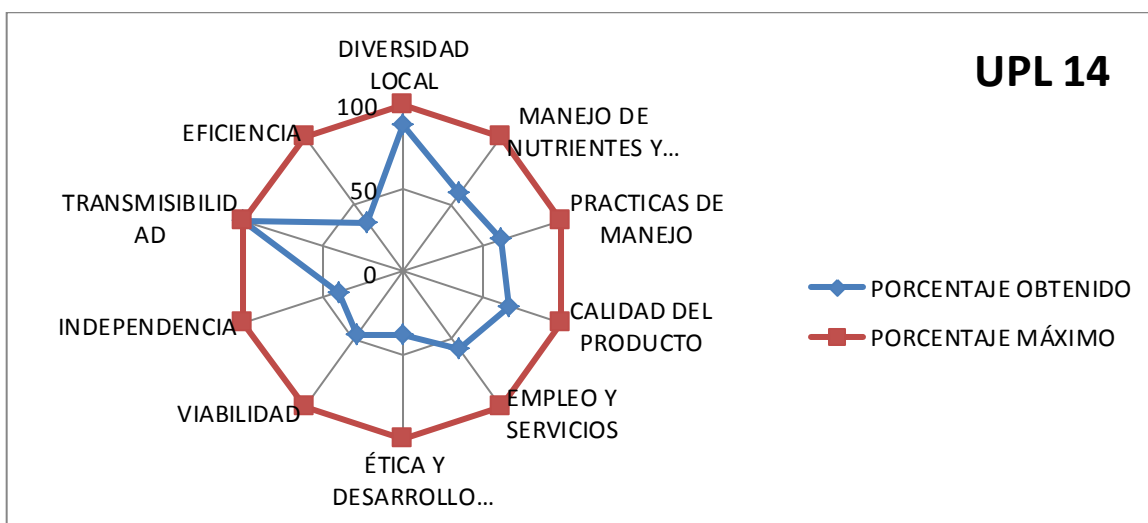 UPL 14
DIVERSIDAD
LOCAL
MANEJO DE
NUTRIENTES Y...
PRACTICAS DE
MANEJO
CALIDAD DEL
PRODUCTO
EMPLEO Y
SERVICIOS
ÉTICA Y
DESARROLLO...
VIABILIDAD
INDEPENDENCIA
TRANSMISIBILID
AD
EFICIENCIA
100
50
0
PORCENTAJE OBTENIDO
PORCENTAJE MÁXIMO